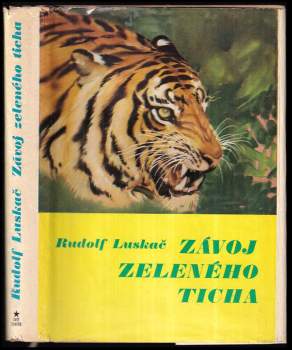 Rudolf Luskač Závoj zeleného ticha
Rudolf Luskač ZÁVOJ
ZELENÉHO
TICHA